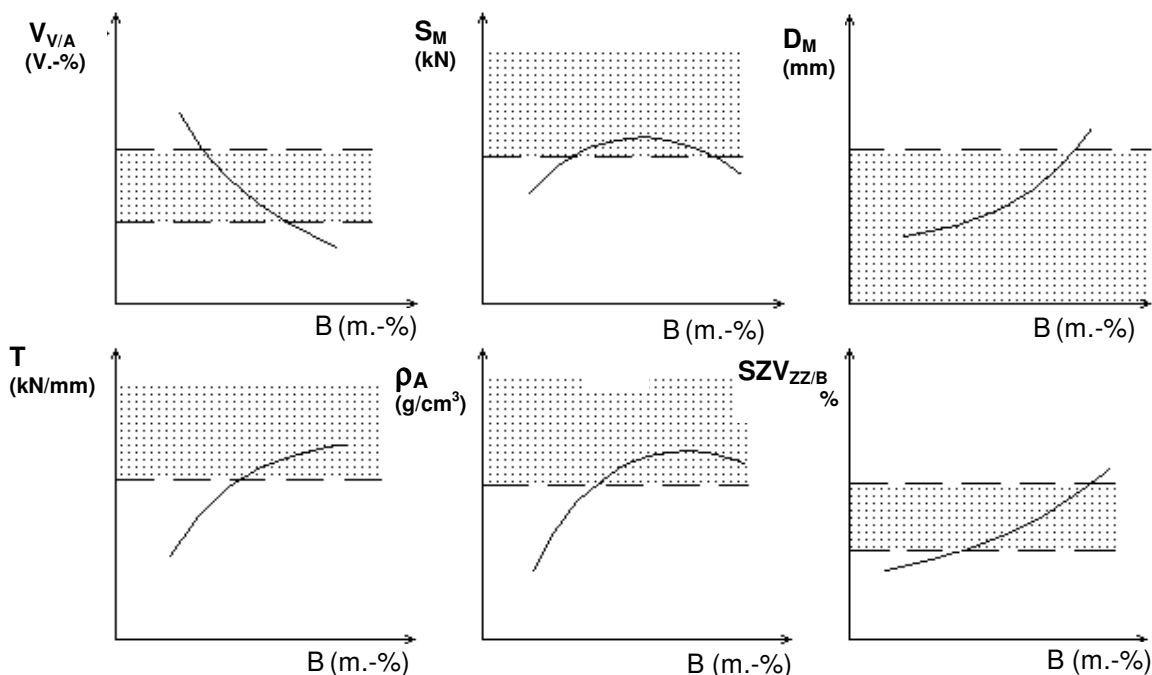 V_V/A
(V.-%)
B (m.-%)
S_M
(kN)
B (m.-%)
D_M
(mm)
B (m.-%)
T
(kN/mm)
B (m.-%)
ρ_A
(g/cm³)
B (m.-%)
SZV_ZZ/B
%
B (m.-%)